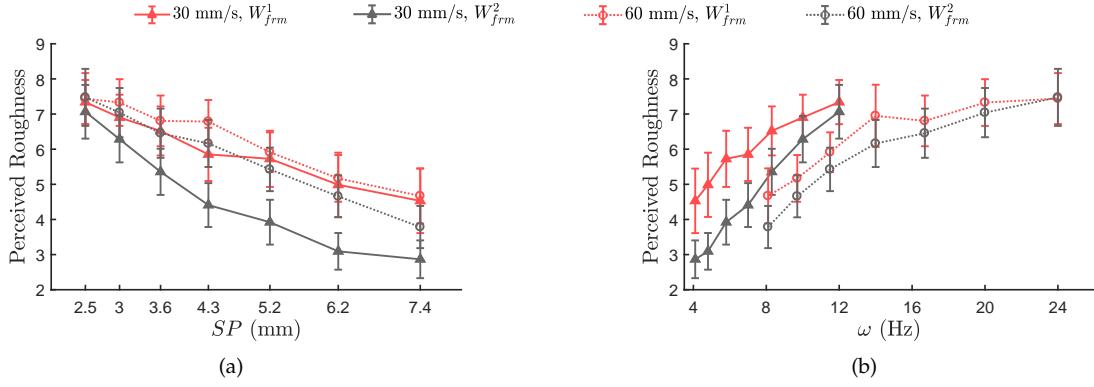 30 mm/s, W¹frm 30 mm/s, W²frm 60 mm/s, W¹frm 60 mm/s, W²frm
Perceived Roughness
9
8
7
6
5
4
3
2
2.5 3 3.6 4.3 5.2 6.2 7.4
SP (mm)
(a)
Perceived Roughness
9
8
7
6
5
4
3
2
4 8 12 16 20 24
ω (Hz)
(b)